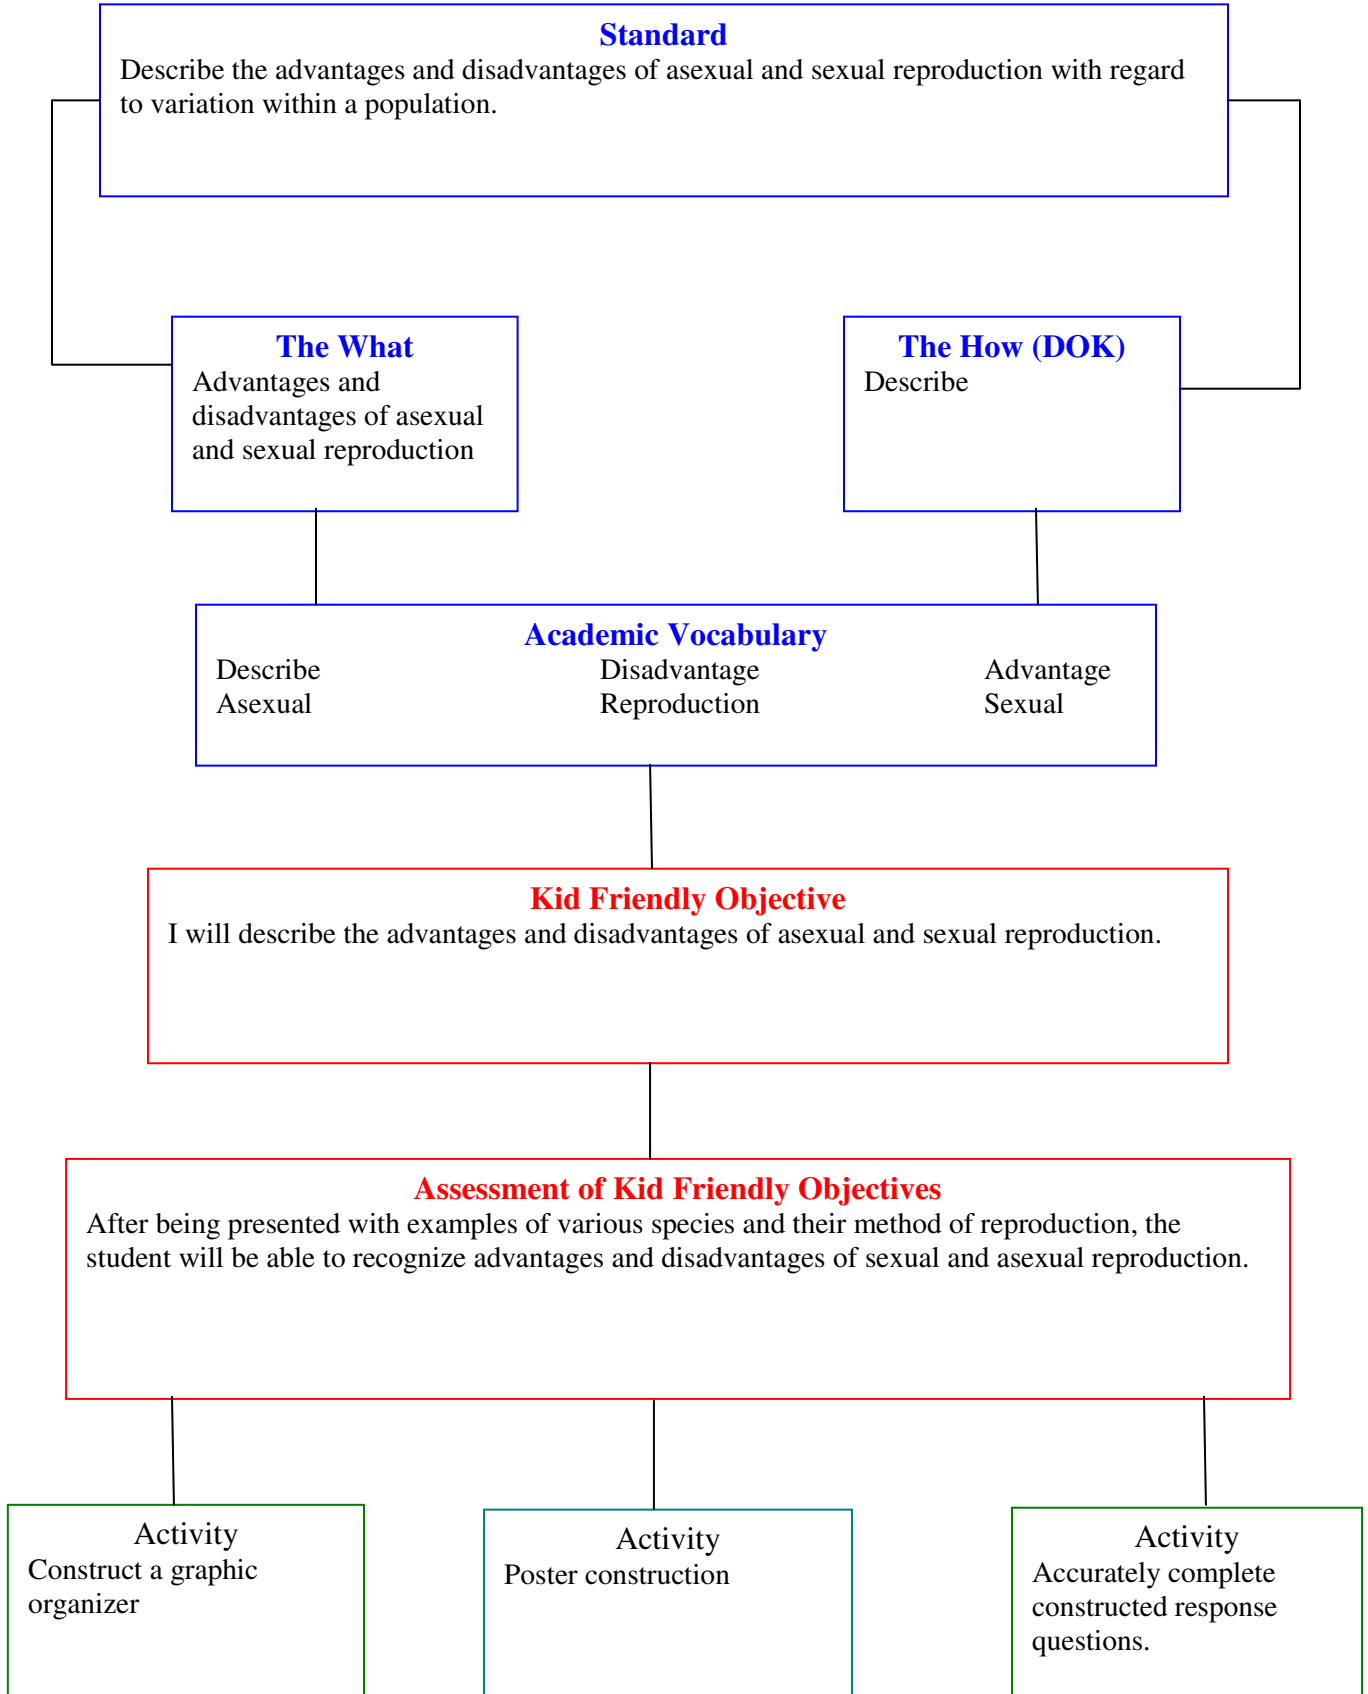 Standard
Describe the advantages and disadvantages of asexual and sexual reproduction with regard
to variation within a population.
The What
Advantages and
disadvantages of asexual
and sexual reproduction
The How (DOK)
Describe
Academic Vocabulary
Describe Disadvantage Advantage
Asexual Reproduction Sexual
Kid Friendly Objective
I will describe the advantages and disadvantages of asexual and sexual reproduction.
Assessment of Kid Friendly Objectives
After being presented with examples of various species and their method of reproduction, the
student will be able to recognize advantages and disadvantages of sexual and asexual reproduction.
Activity
Construct a graphic
organizer
Activity
Poster construction
Activity
Accurately complete
constructed response
questions.